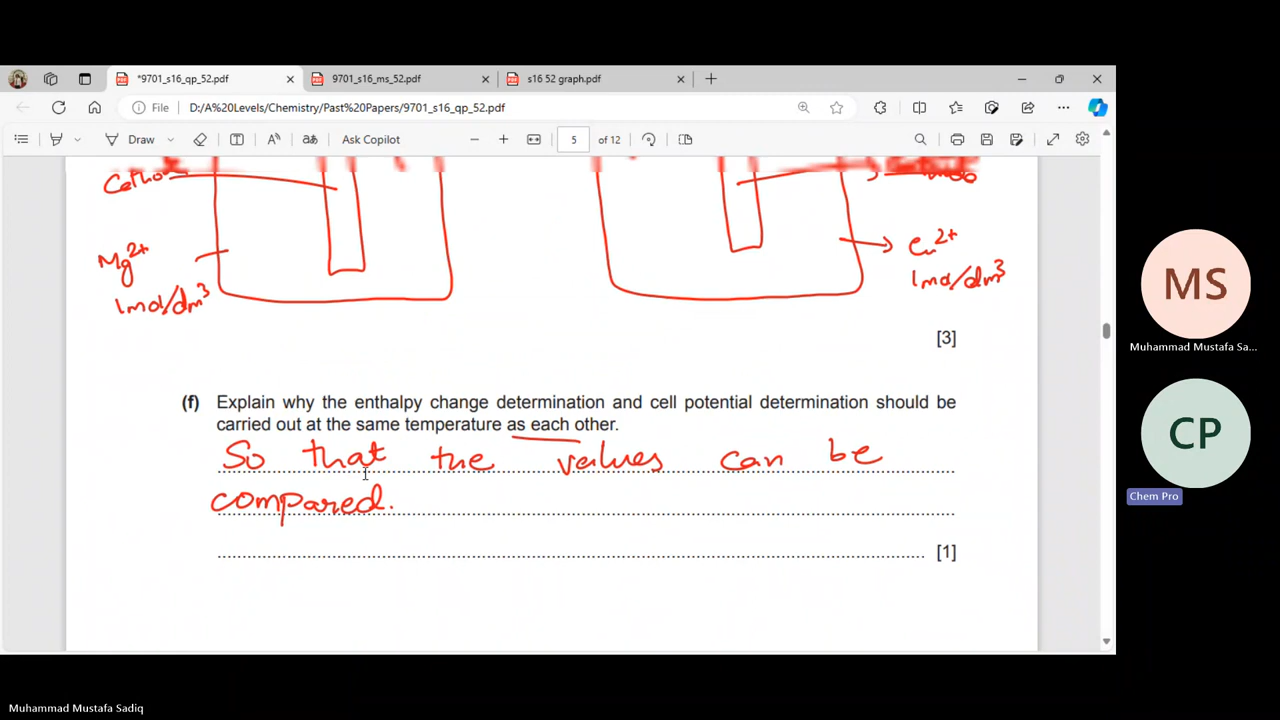 *9701_s16_qp_52.pdf
9701_s16_ms_52.pdf
s16 52 graph.pdf
File
D:/A%20Levels/Chemistry/Past%20Papers/9701_s16_qp_52.pdf
Draw
Ask Copilot
5 of 12
Mg²⁺
1mol/dm³
Cu²⁺
1mol/dm³
[3]
(f) Explain why the enthalpy change determination and cell potential determination should be
carried out at the same temperature as each other.
So that the values can be
compared.
[1]
MS
Muhammad Mustafa Sa...
CP
Chem Pro
Muhammad Mustafa Sadiq